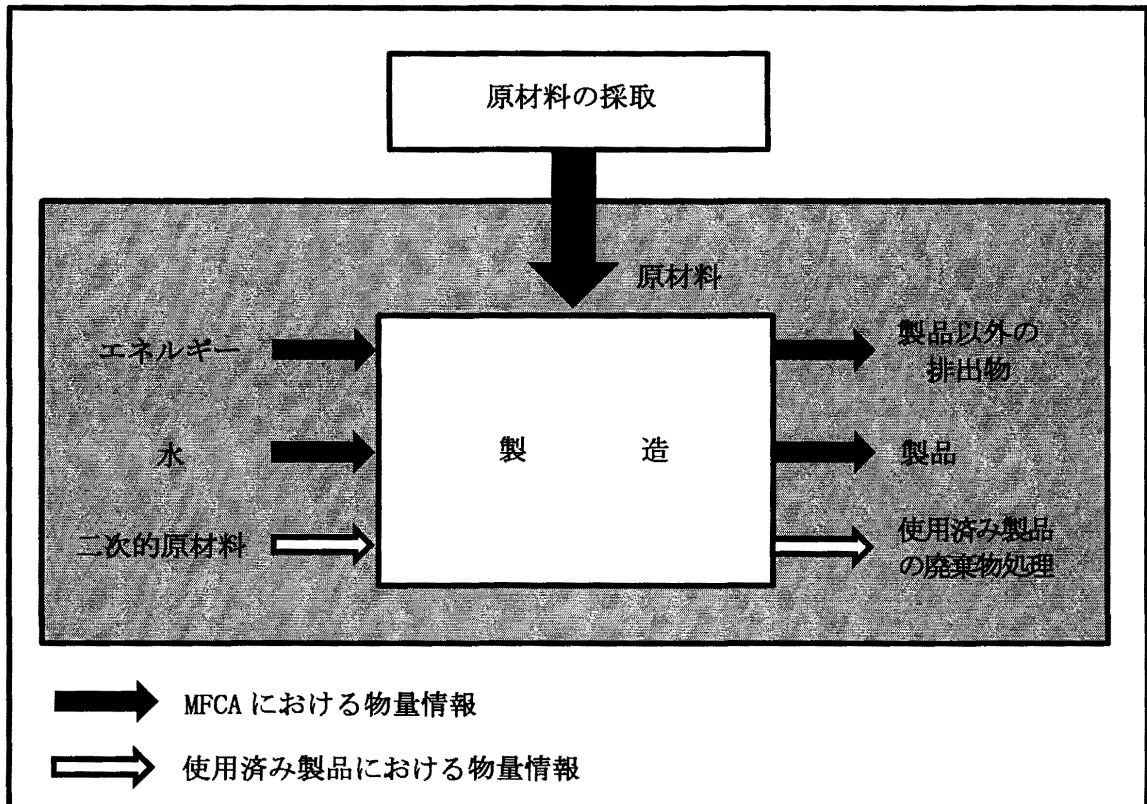 原材料の採取
原材料
エネルギー
水
二次的原材料
製 造
製品以外の
排出物
製品
使用済み製品
の廃棄物処理
MFCA における物量情報
使用済み製品における物量情報